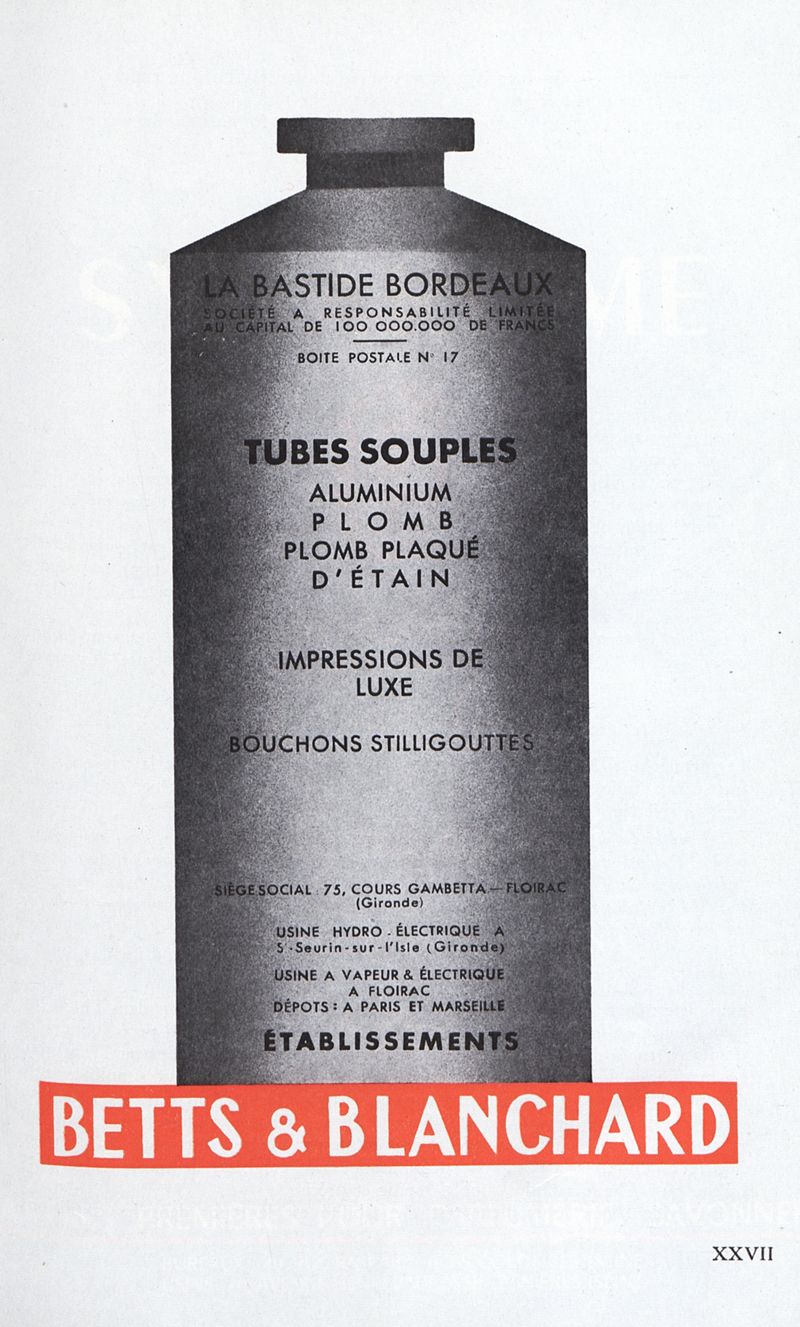 LA BASTIDE BORDEAUX
SOCIÉTÉ A RESPONSABILITÉ LIMITÉE
AU CAPITAL DE 100 000.000 DE FRANCS
BOITE POSTALE N° 17
TUBES SOUPLES
ALUMINIUM
PLOMB
PLOMB PLAQUÉ
D'ÉTAIN
IMPRESSIONS DE
LUXE
BOUCHONS STILLIGOUTTES
SIÈGE SOCIAL : 75, COURS GAMBETTA — FLOIRAC
(Gironde)
USINE HYDRO-ÉLECTRIQUE A
St-Seurin-sur-l'Isle (Gironde)
USINE A VAPEUR & ÉLECTRIQUE
A FLOIRAC
DÉPOTS : A PARIS ET MARSEILLE
ÉTABLISSEMENTS
BETTS & BLANCHARD
XXVII